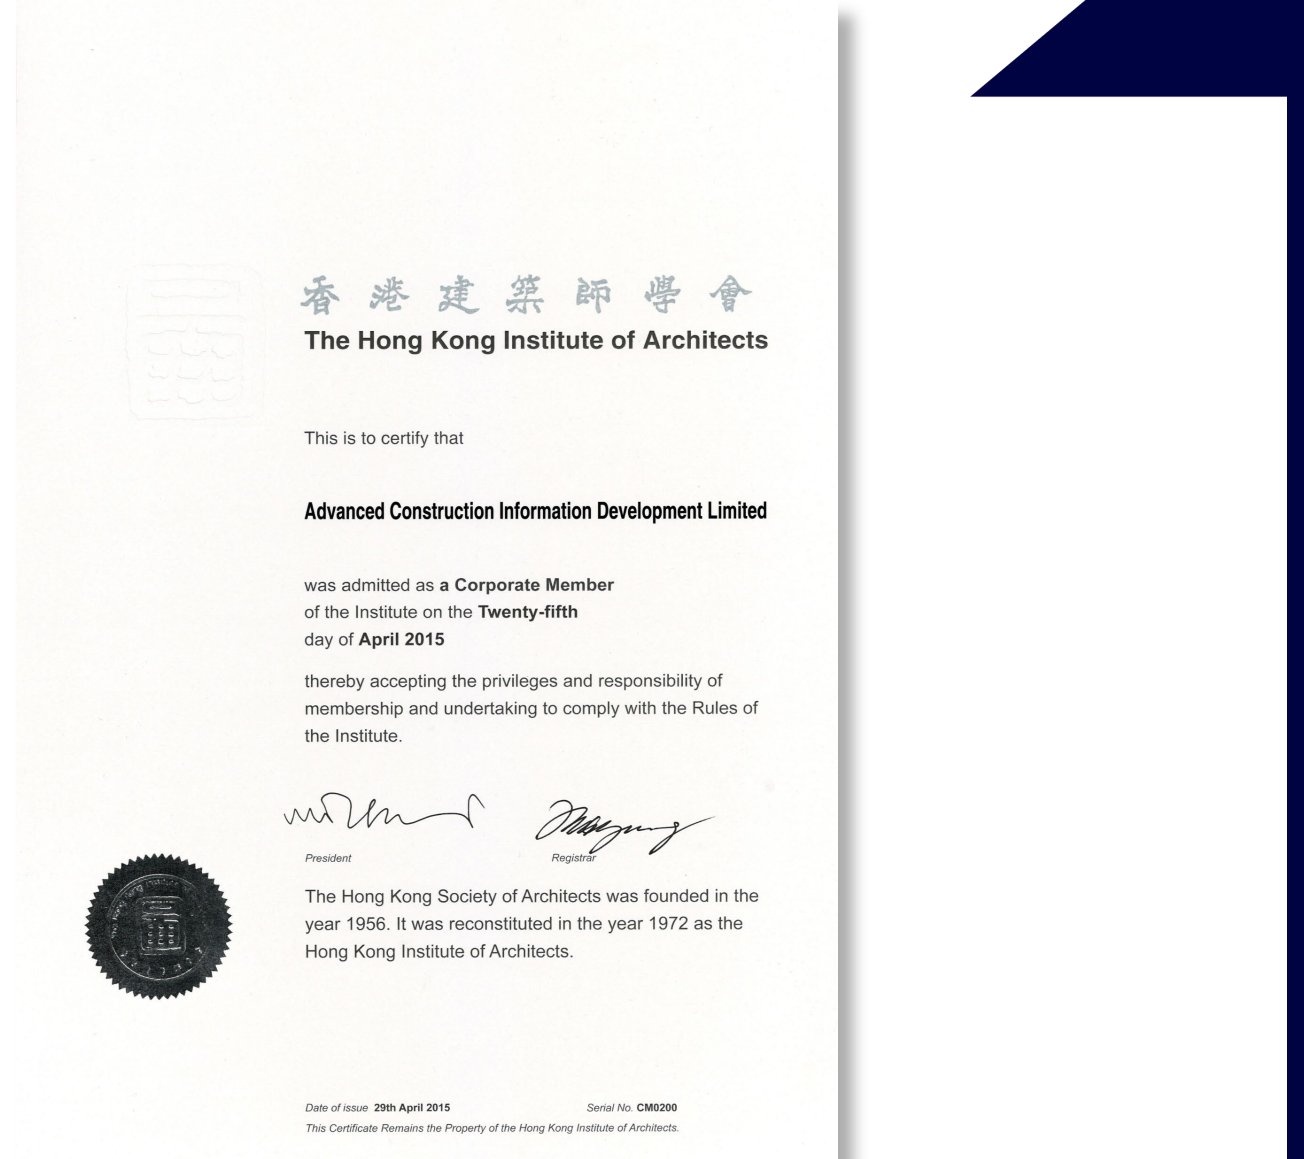 香港建築師學會
The Hong Kong Institute of Architects
This is to certify that
Advanced Construction Information Development Limited
was admitted as a Corporate Member
of the Institute on the Twenty-fifth
day of April 2015
thereby accepting the privileges and responsibility of
membership and undertaking to comply with the Rules of
the Institute.
President Registrar
The Hong Kong Society of Architects was founded in the
year 1956. It was reconstituted in the year 1972 as the
Hong Kong Institute of Architects.
Date of issue 29th April 2015 Serial No. CM0200
This Certificate Remains the Property of the Hong Kong Institute of Architects.